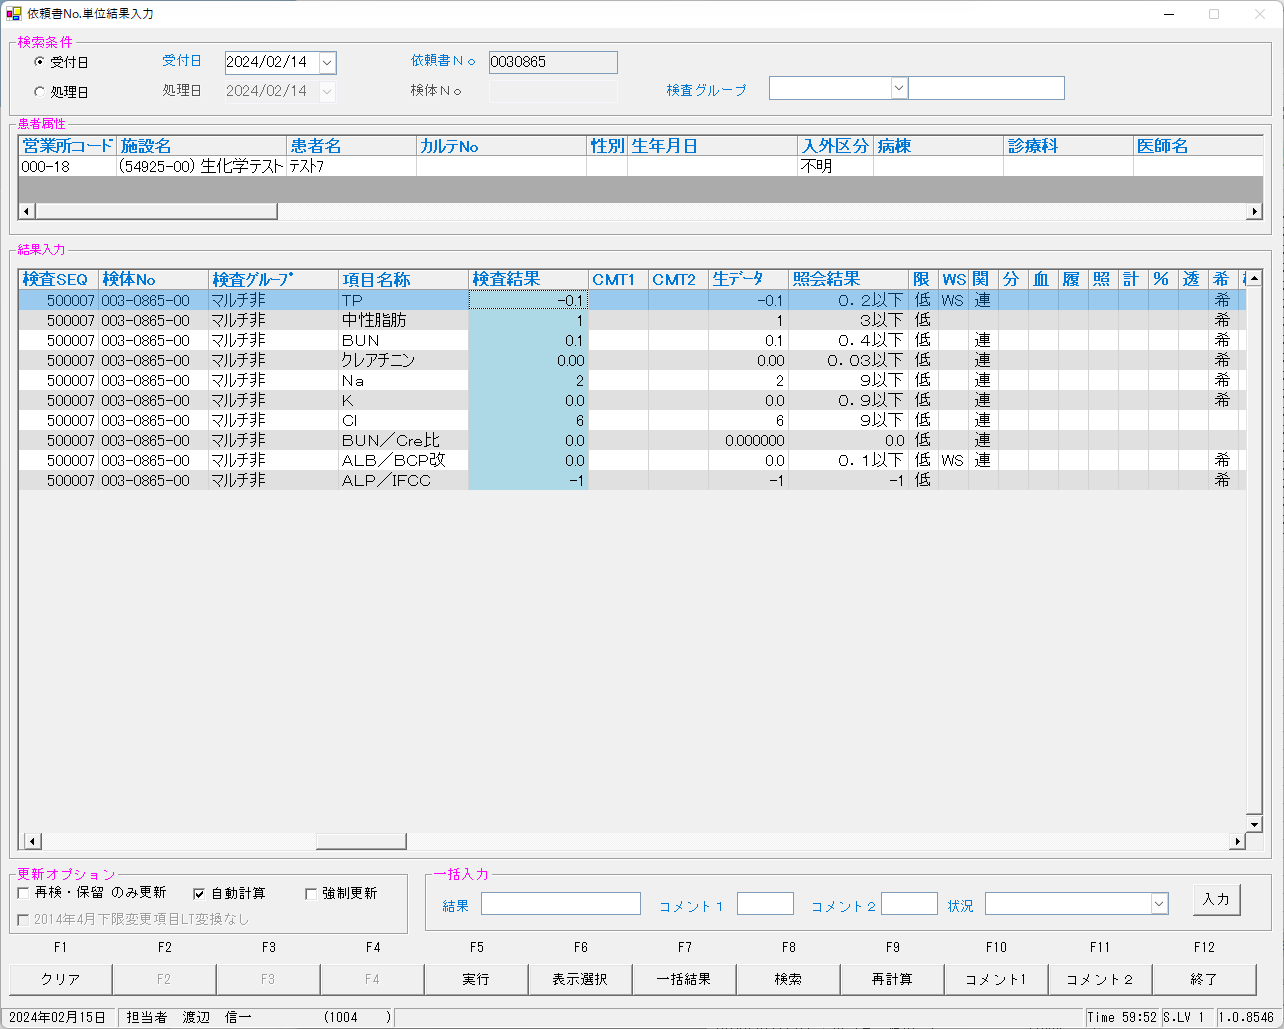 依頼書No.単位結果入力
検索条件
受付日 受付日 2024/02/14 依頼書Ｎｏ 0030865
処理日 処理日 2024/02/14 検体Ｎｏ 検査グループ
患者属性
営業所コード 施設名 患者名 カルテNo 性別 生年月日 入外区分 病棟 診療科 医師名
000-18 (54925-00) 生化学テスト ﾃｽﾄ7 不明
結果入力
検査SEQ 検体No 検査ｸﾞﾙｰﾌﾟ 項目名称 検査結果 CMT1 CMT2 生ﾃﾞｰﾀ 照会結果 限 WS 関 分 血 履 照 計 % 透 希
500007 003-0865-00 マルチ非 ＴＰ -0.1 -0.1 ０．２以下 低 WS 連
500007 003-0865-00 マルチ非 中性脂肪 1 1 ３以下 低 希
500007 003-0865-00 マルチ非 ＢＵＮ 0.1 0.1 ０．４以下 低 連 希
500007 003-0865-00 マルチ非 クレアチニン 0.00 0.00 ０．０３以下 低 連 希
500007 003-0865-00 マルチ非 Ｎａ 2 2 ９以下 低 連 希
500007 003-0865-00 マルチ非 Ｋ 0.0 0.0 ０．９以下 低 連 希
500007 003-0865-00 マルチ非 Ｃｌ 6 6 ９以下 低 連
500007 003-0865-00 マルチ非 ＢＵＮ／Ｃｒｅ比 0.0 0.000000 0.0 低 連
500007 003-0865-00 マルチ非 ＡＬＢ／ＢＣＰ改 0.0 0.0 ０．１以下 低 WS 連 希
500007 003-0865-00 マルチ非 ＡＬＰ／ＩＦＣＣ -1 -1 -1 低 希
更新オプション
再検・保留 のみ更新 自動計算 強制更新
2014年4月下限変更項目LT変換なし
一括入力
結果 コメント１ コメント２ 状況 入力
F1 F2 F3 F4 F5 F6 F7 F8 F9 F10 F11 F12
クリア F2 F3 F4 実行 表示選択 一括結果 検索 再計算 コメント1 コメント２ 終了
2024年02月15日 担当者 渡辺 信一 (1004 ) Time 59:52 S.LV 1 1.0.8546